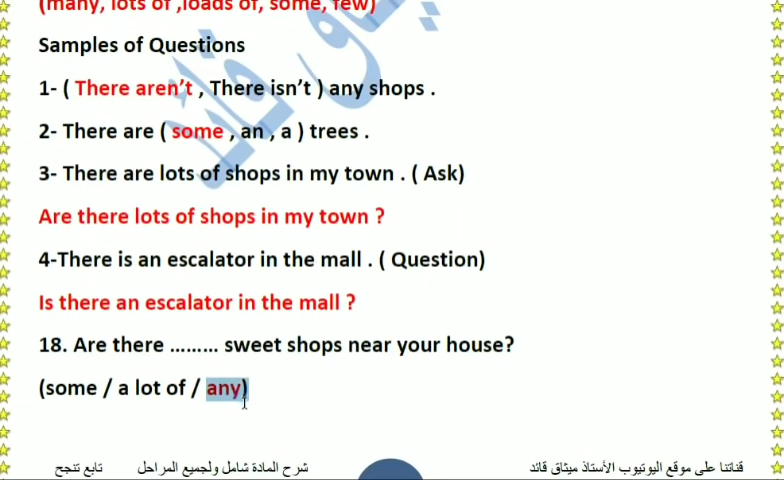 (many, lots of ,loads of, some, few)
Samples of Questions
1- ( There aren't , There isn't ) any shops .
2- There are ( some , an , a ) trees .
3- There are lots of shops in my town . ( Ask)
Are there lots of shops in my town ?
4-There is an escalator in the mall . ( Question)
Is there an escalator in the mall ?
18. Are there ......... sweet shops near your house?
(some / a lot of / any)
قناتنا على موقع اليوتيوب الأستاذ ميثاق قائد شرح المادة شامل ولجميع المراحل تابع تنجح